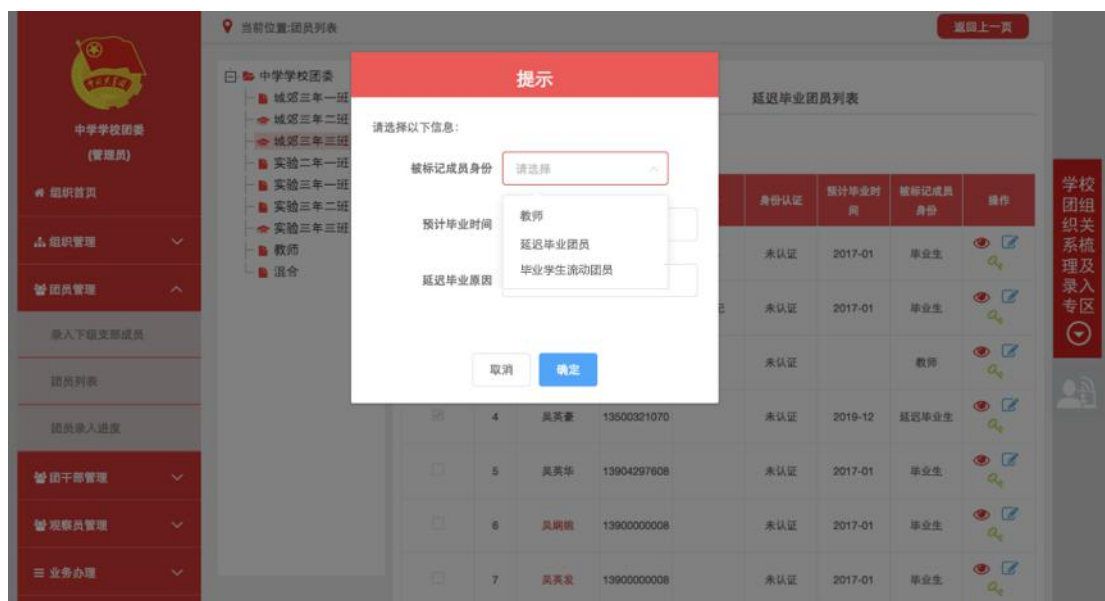 当前位置:团员列表
返回上一页
中学学校团委
(管理员)
组织首页
组织管理
团员管理
录入下级支部成员
团员列表
团员录入进度
团干部管理
观察员管理
业务办理
中学学校团委
城郊三年一班
城郊三年二班
城郊三年三班
实验二年一班
实验三年一班
实验三年二班
实验三年三班
教师
混合
提示
请选择以下信息:
被标记成员身份
请选择
教师
延迟毕业团员
毕业学生流动团员
预计毕业时间
延迟毕业原因
取消
确定
延迟毕业团员列表
身份认证 预计毕业时间 被标记成员身份 操作
未认证 2017-01 毕业生
未认证 2017-01 毕业生
未认证 教师
4 吴英豪 13500321070 未认证 2019-12 延迟毕业生
5 吴英华 13904297608 未认证 2017-01 毕业生
6 13900000008 未认证 2017-01 毕业生
7 吴英发 13900000008 未认证 2017-01 毕业生
学校团组织关系梳理及录入专区